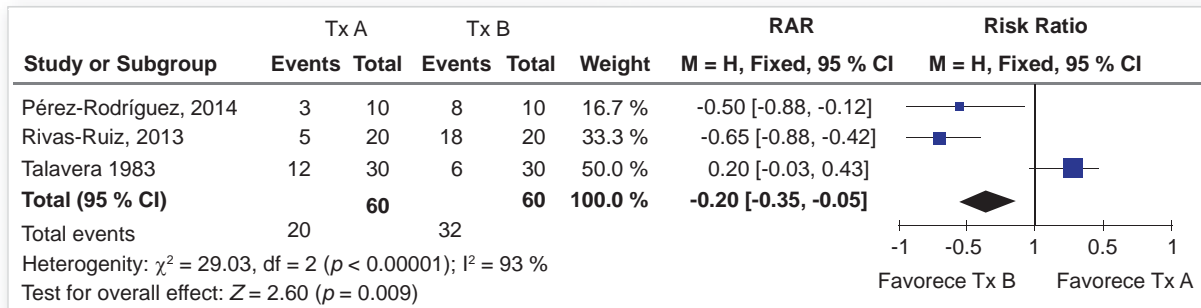 Tx A Tx B RAR Risk Ratio
Study or Subgroup Events Total Events Total Weight M = H, Fixed, 95 % CI M = H, Fixed, 95 % CI
Pérez-Rodríguez, 2014 3 10 8 10 16.7 % -0.50 [-0.88, -0.12]
Rivas-Ruiz, 2013 5 20 18 20 33.3 % -0.65 [-0.88, -0.42]
Talavera 1983 12 30 6 30 50.0 % 0.20 [-0.03, 0.43]
Total (95 % CI) 60 60 100.0 % -0.20 [-0.35, -0.05]
Total events 20 32
Heterogenity: χ² = 29.03, df = 2 (p < 0.00001); I² = 93 %
Test for overall effect: Z = 2.60 (p = 0.009)
-1 -0.5 1 0.5 1
Favorece Tx B Favorece Tx A